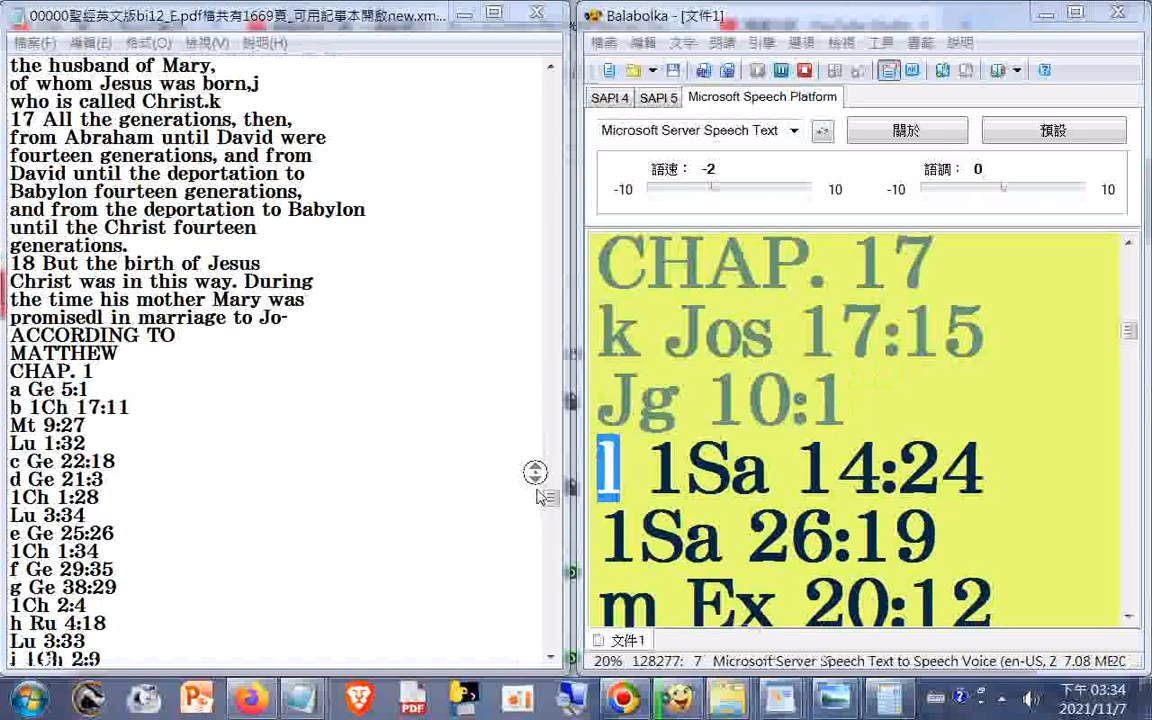 00000聖經英文版bi12_E.pdf檔共有1669頁_可用記事本開啟new.xm...
檔案(F) 編輯(E) 格式(O) 檢視(V) 說明(H)
the husband of Mary,
of whom Jesus was born,j
who is called Christ.k
17 All the generations, then,
from Abraham until David were
fourteen generations, and from
David until the deportation to
Babylon fourteen generations,
and from the deportation to Babylon
until the Christ fourteen
generations.
18 But the birth of Jesus
Christ was in this way. During
the time his mother Mary was
promisedl in marriage to Jo-
ACCORDING TO
MATTHEW
CHAP. 1
a Ge 5:1
b 1Ch 17:11
Mt 9:27
Lu 1:32
c Ge 22:18
d Ge 21:3
1Ch 1:28
Lu 3:34
e Ge 25:26
1Ch 1:34
f Ge 29:35
g Ge 38:29
1Ch 2:4
h Ru 4:18
Lu 3:33
i 1Ch 2:9
Balabolka - [文件1]
檔案 編輯 文字 朗讀 引擎 選項 檢視 工具 書籤 說明
SAPI 4 SAPI 5 Microsoft Speech Platform
Microsoft Server Speech Text 關於 預設
語速： -2 語調： 0
-10 10 -10 10
CHAP. 17
k Jos 17:15
Jg 10:1
l 1Sa 14:24
1Sa 26:19
m Ex 20:12
文件1
20% 128277: 7 Microsoft Server Speech Text to Speech Voice (en-US, Z 7.08 ME20
PDF
下午 03:34
2021/11/7